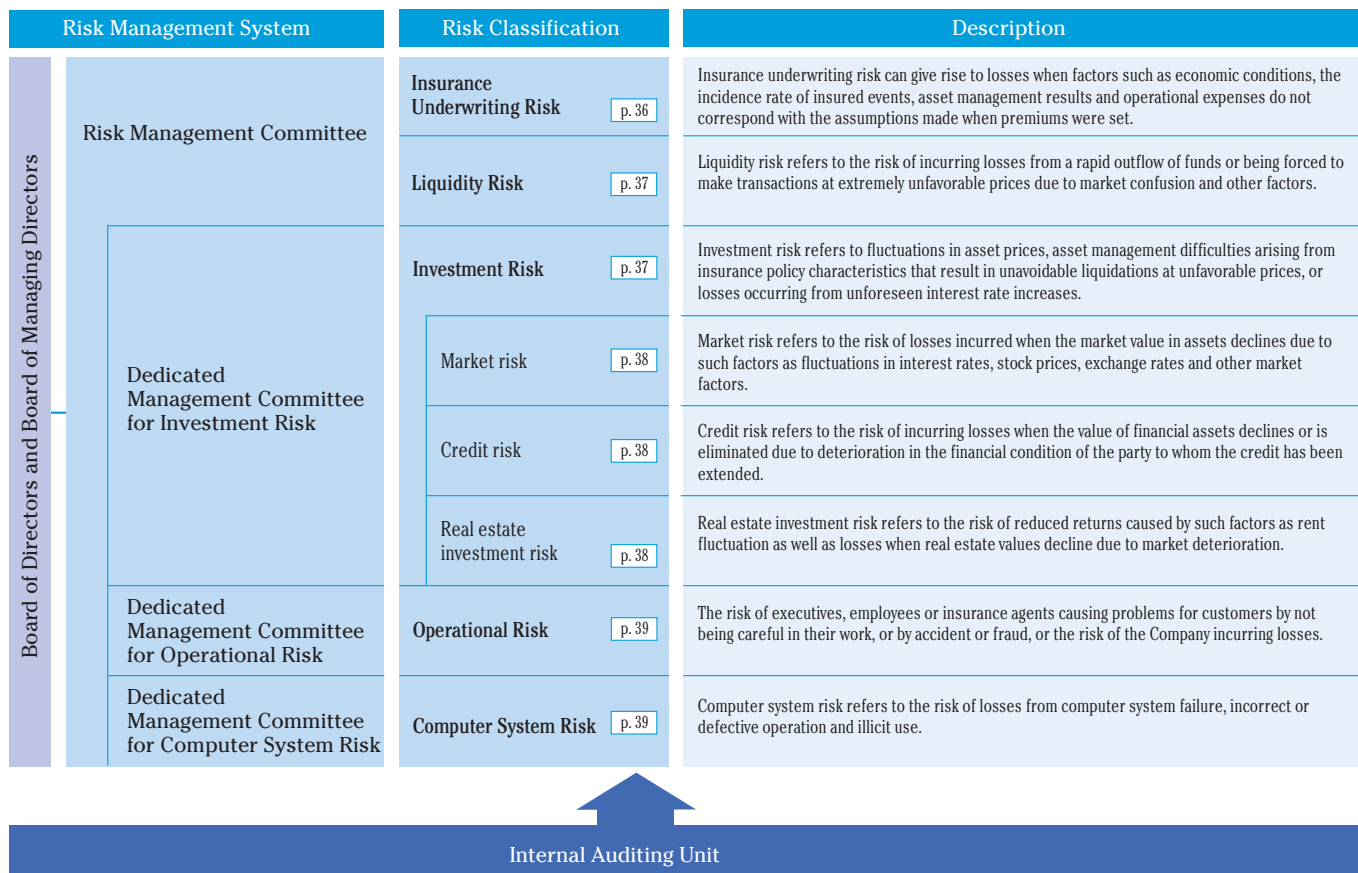 Risk Management System
Risk Classification
Description
Board of Directors and Board of Managing Directors
Risk Management Committee
Insurance
Underwriting Risk
p. 36
Insurance underwriting risk can give rise to losses when factors such as economic conditions, the
incidence rate of insured events, asset management results and operational expenses do not
correspond with the assumptions made when premiums were set.
Liquidity Risk
p. 37
Liquidity risk refers to the risk of incurring losses from a rapid outflow of funds or being forced to
make transactions at extremely unfavorable prices due to market confusion and other factors.
Dedicated
Management Committee
for Investment Risk
Investment Risk
p. 37
Investment risk refers to fluctuations in asset prices, asset management difficulties arising from
insurance policy characteristics that result in unavoidable liquidations at unfavorable prices, or
losses occurring from unforeseen interest rate increases.
Market risk
p. 38
Market risk refers to the risk of losses incurred when the market value in assets declines due to
such factors as fluctuations in interest rates, stock prices, exchange rates and other market
factors.
Credit risk
p. 38
Credit risk refers to the risk of incurring losses when the value of financial assets declines or is
eliminated due to deterioration in the financial condition of the party to whom the credit has been
extended.
Real estate
investment risk
p. 38
Real estate investment risk refers to the risk of reduced returns caused by such factors as rent
fluctuation as well as losses when real estate values decline due to market deterioration.
Dedicated
Management Committee
for Operational Risk
Operational Risk
p. 39
The risk of executives, employees or insurance agents causing problems for customers by not
being careful in their work, or by accident or fraud, or the risk of the Company incurring losses.
Dedicated
Management Committee
for Computer System Risk
Computer System Risk
p. 39
Computer system risk refers to the risk of losses from computer system failure, incorrect or
defective operation and illicit use.
Internal Auditing Unit